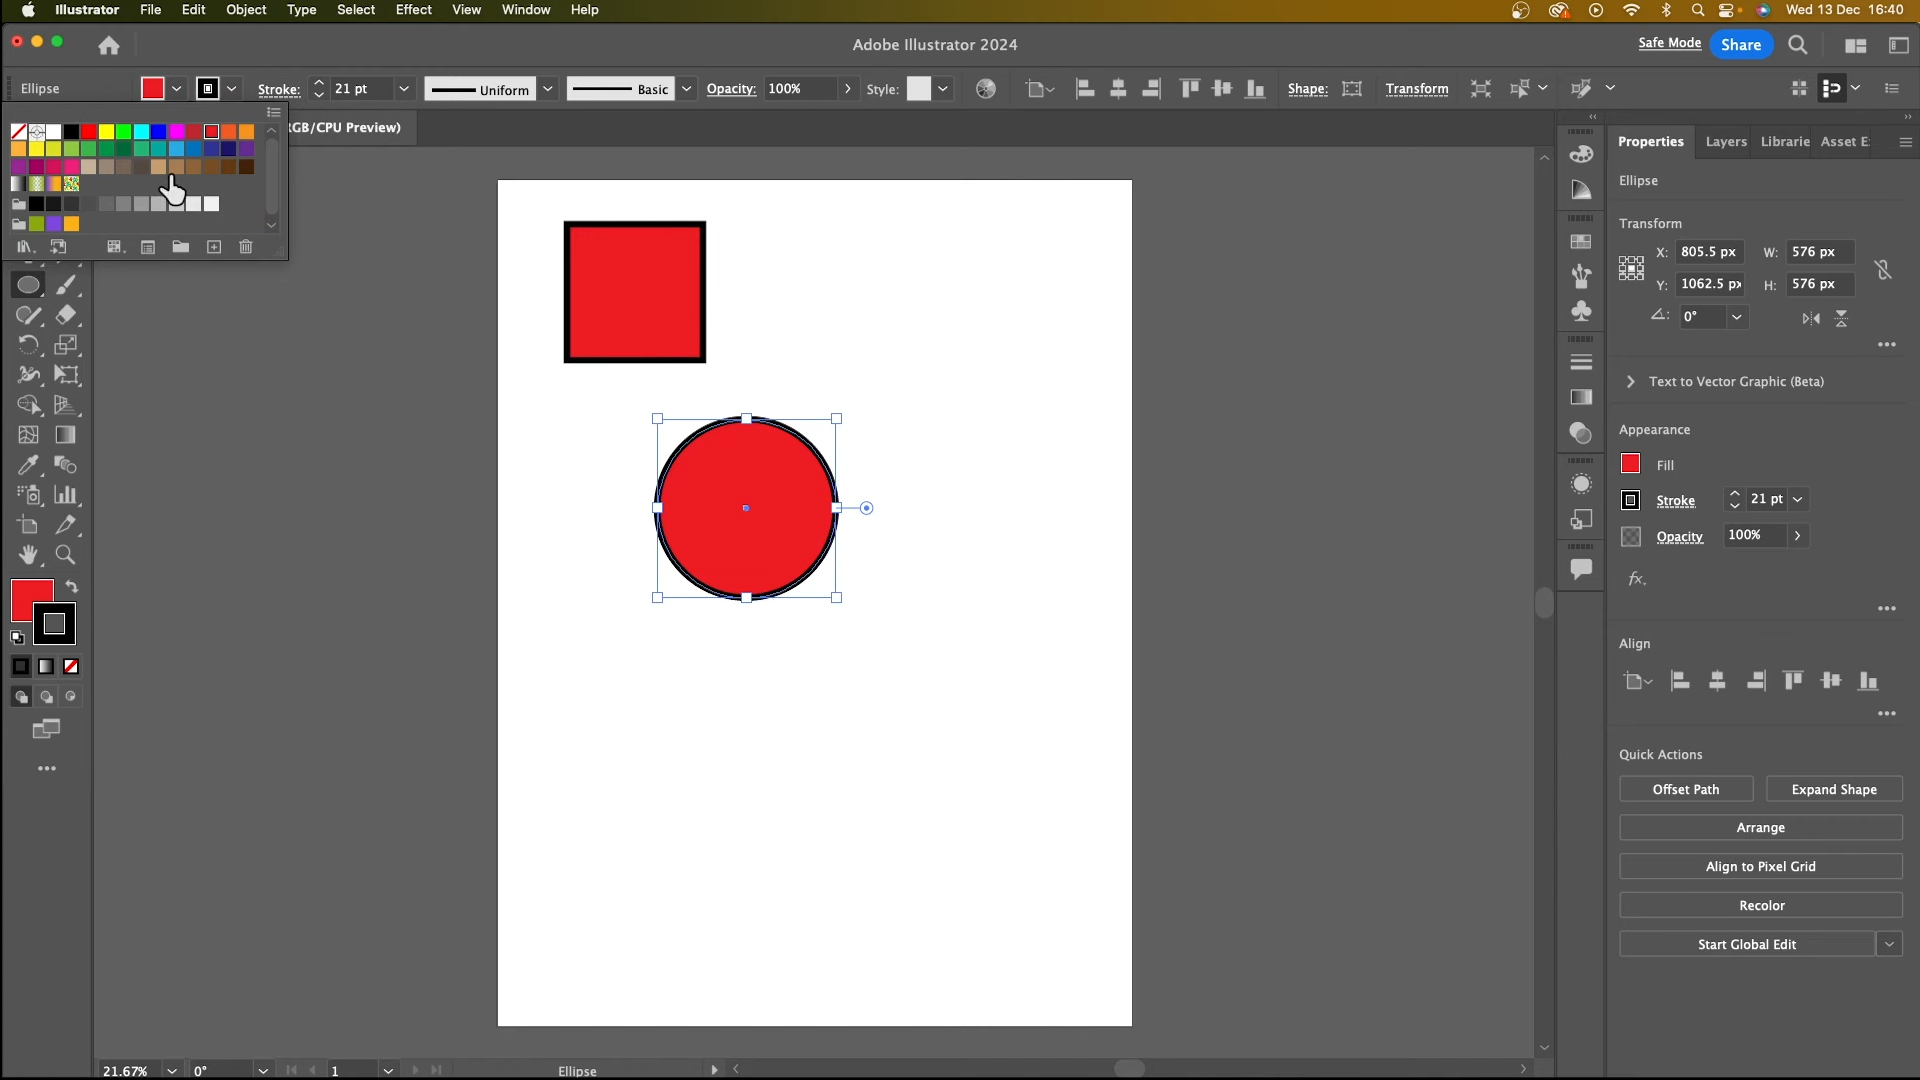 Illustrator File Edit Object Type Select Effect View Window Help Wed 13 Dec 16:40
Adobe Illustrator 2024 Safe Mode Share
Ellipse Stroke: 21 pt Uniform Basic Opacity: 100% Style: Shape: Transform
RGB/CPU Preview)
Properties Layers Librarie Asset E:
Ellipse
Transform
X: 805.5 px W: 576 px
Y: 1062.5 px H: 576 px
0°
Text to Vector Graphic (Beta)
Appearance
Fill
Stroke 21 pt
Opacity 100%
fx.
Align
Quick Actions
Offset Path Expand Shape
Arrange
Align to Pixel Grid
Recolor
Start Global Edit
21.67% 0° 1 Ellipse